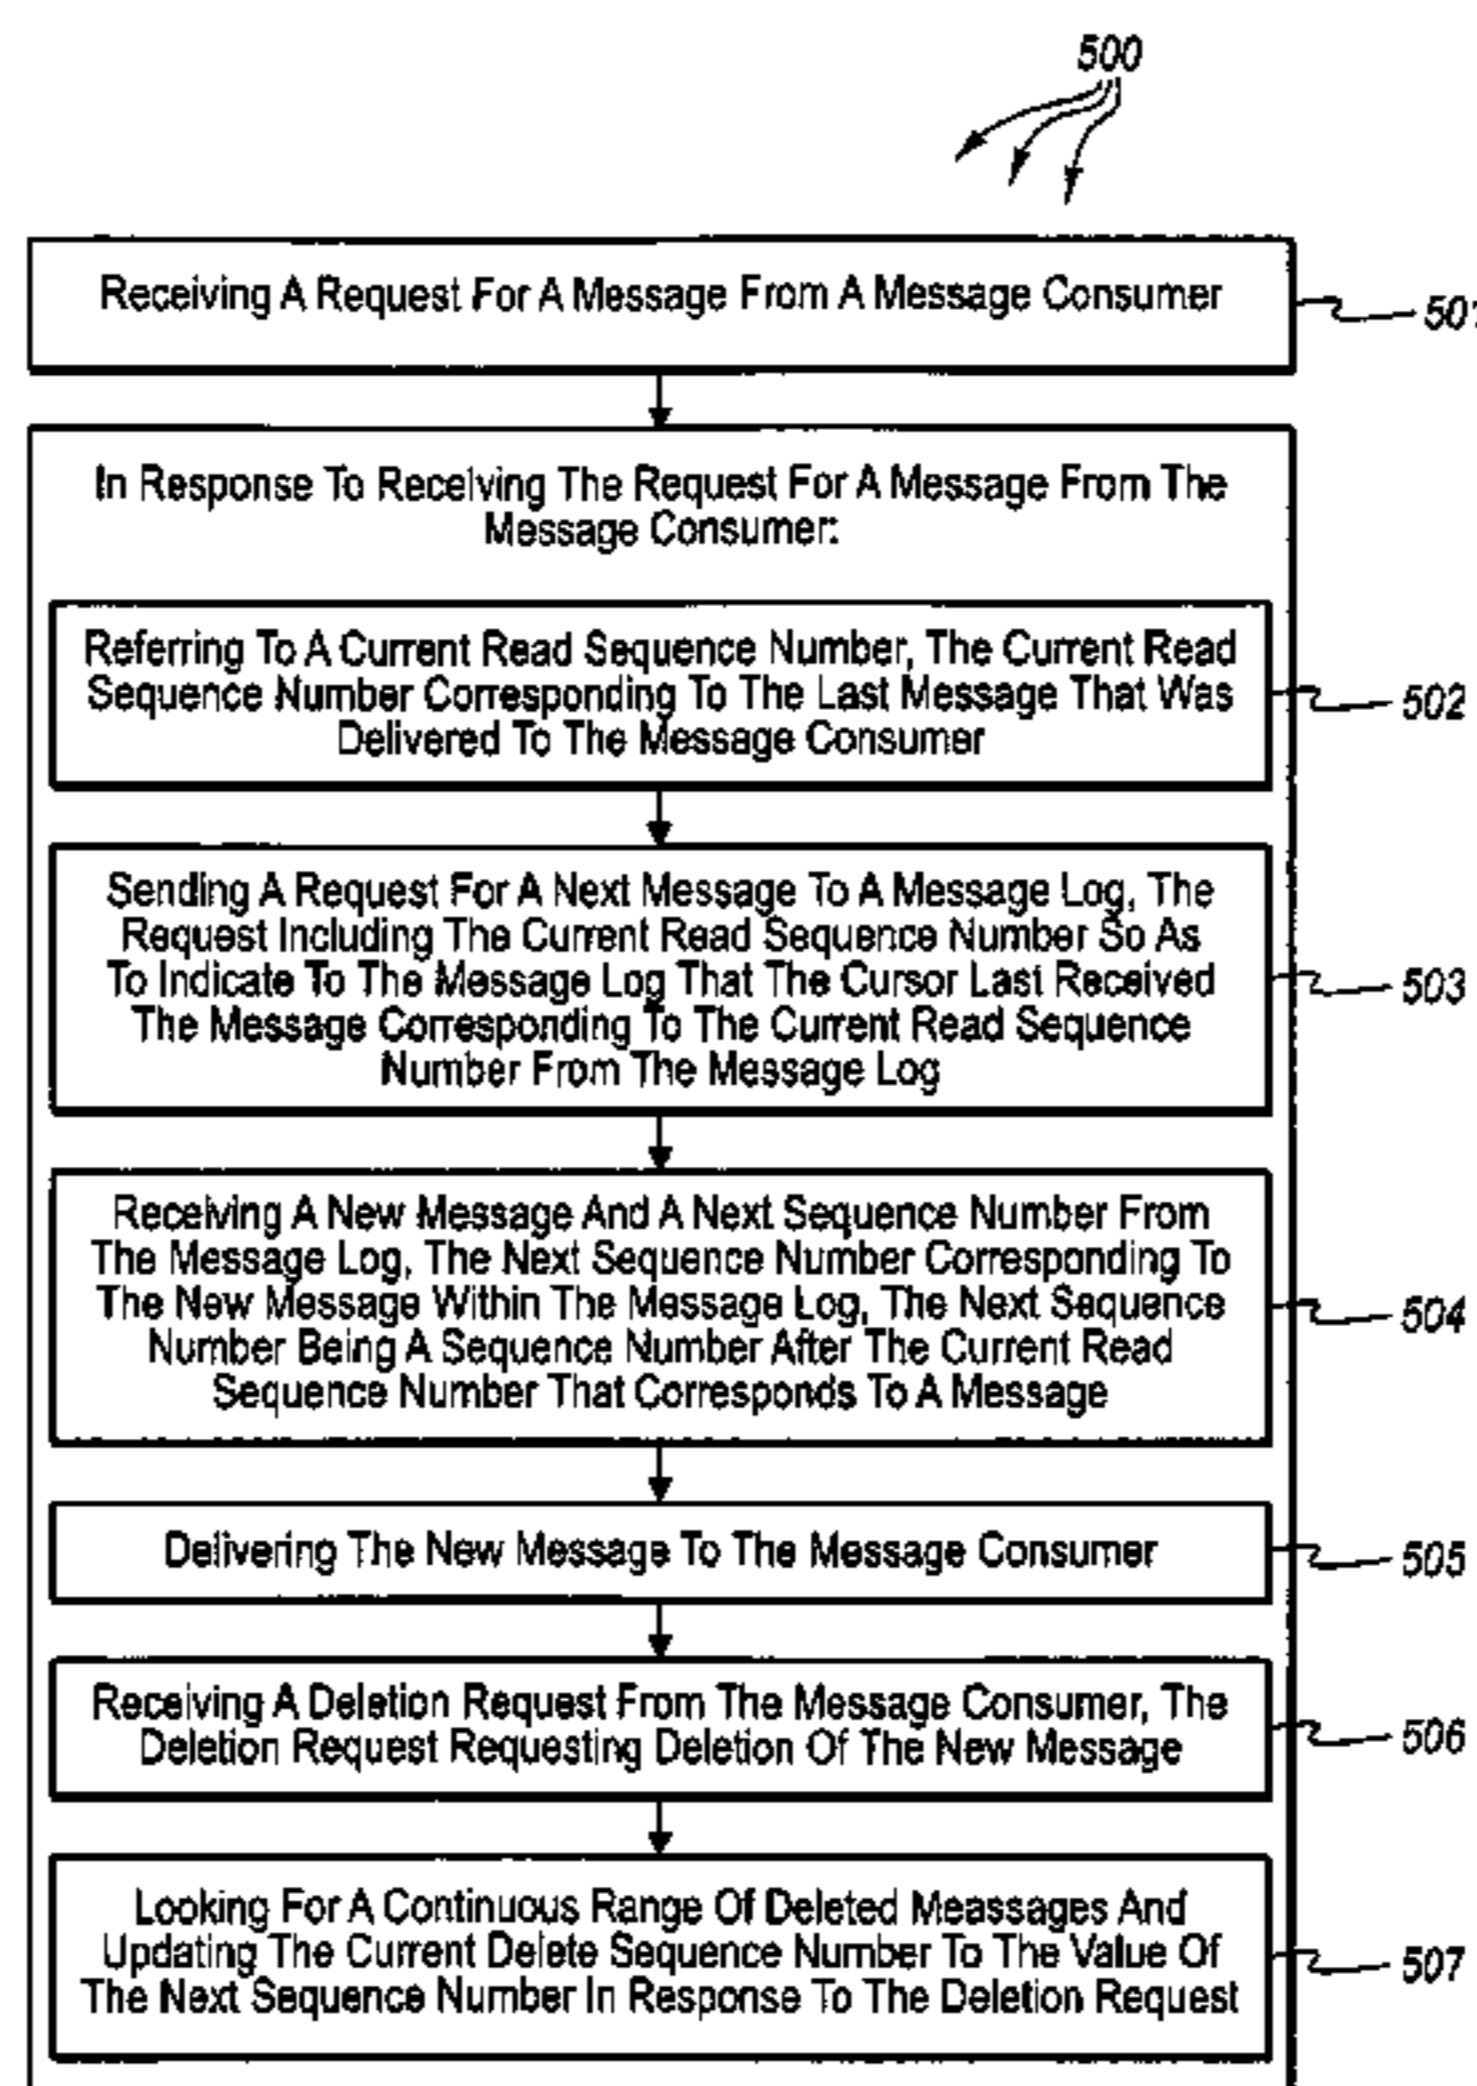 500
Receiving A Request For A Message From A Message Consumer
501
In Response To Receiving The Request For A Message From The
Message Consumer:
Referring To A Current Read Sequence Number, The Current Read
Sequence Number Corresponding To The Last Message That Was
Delivered To The Message Consumer
502
Sending A Request For A Next Message To A Message Log, The
Request Including The Current Read Sequence Number So As
To Indicate To The Message Log That The Cursor Last Received
The Message Corresponding To The Current Read Sequence
Number From The Message Log
503
Receiving A New Message And A Next Sequence Number From
The Message Log, The Next Sequence Number Corresponding To
The New Message Within The Message Log, The Next Sequence
Number Being A Sequence Number After The Current Read
Sequence Number That Corresponds To A Message
504
Delivering The New Message To The Message Consumer
505
Receiving A Deletion Request From The Message Consumer, The
Deletion Request Requesting Deletion Of The New Message
506
Looking For A Continuous Range Of Deleted Meassages And
Updating The Current Delete Sequence Number To The Value Of
The Next Sequence Number In Response To The Deletion Request
507